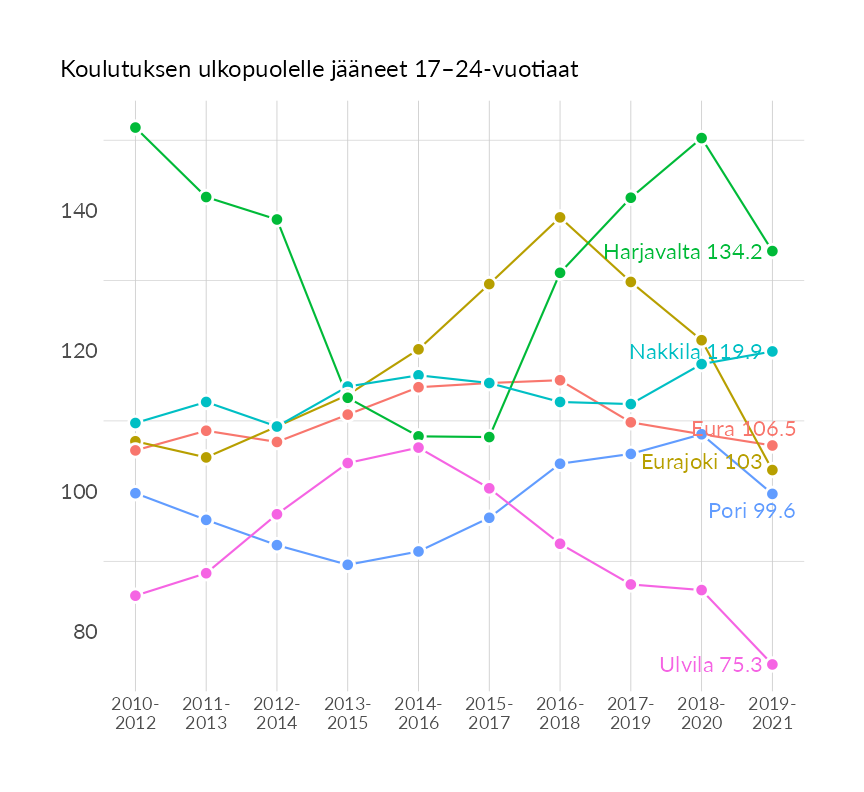 Koulutuksen ulkopuolelle jääneet 17–24-vuotiaat
140
Harjavalta 134.2
120
Nakkila 119.9
Eura 106.5
Eurajoki 103
100
Pori 99.6
80
Ulvila 75.3
2010- 2011- 2012- 2013- 2014- 2015- 2016- 2017- 2018- 2019-
2012 2013 2014 2015 2016 2017 2018 2019 2020 2021